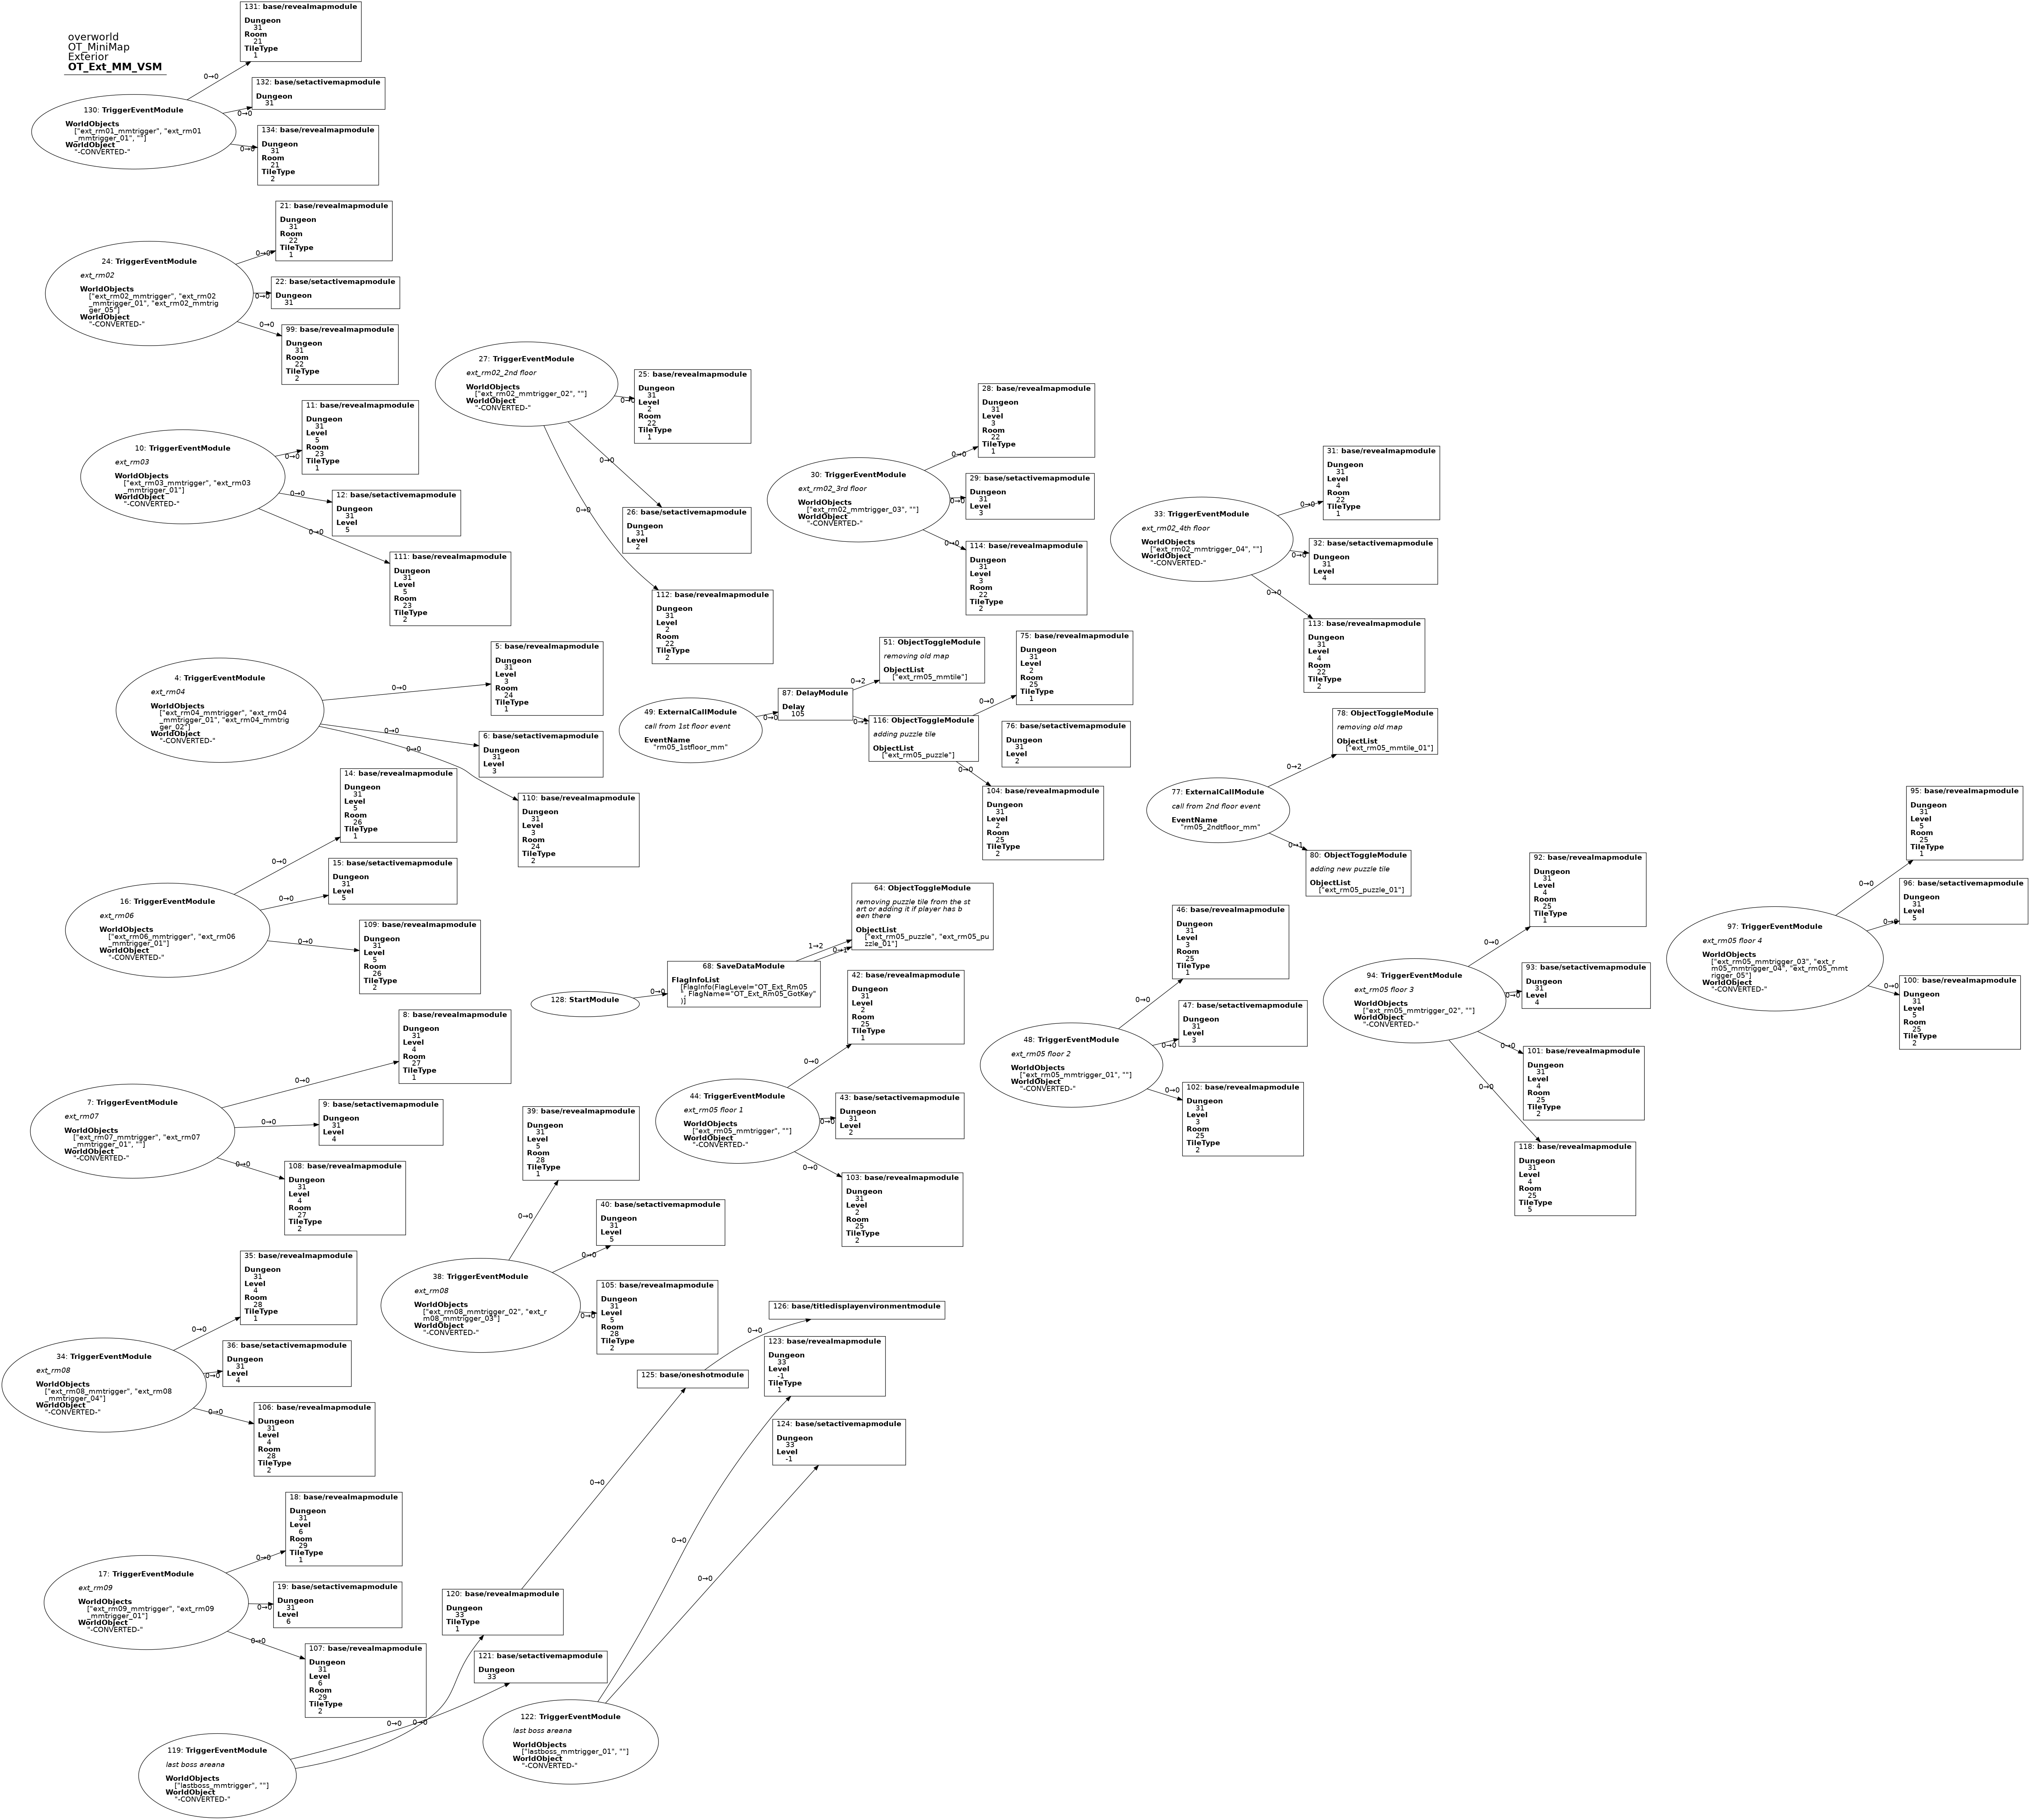 overworld
OT_MiniMap
Exterior
OT_Ext_MM_VSM
131: base/revealmapmodule
Dungeon
31
Room
21
TileType
1
0→0
132: base/setactivemapmodule
Dungeon
31
0→0
130: TriggerEventModule
WorldObjects
["ext_rm01_mmtrigger", "ext_rm01
_mmtrigger_01", ""]
WorldObject
"-CONVERTED-"
134: base/revealmapmodule
Dungeon
31
Room
21
TileType
2
0→0
21: base/revealmapmodule
Dungeon
31
Room
22
TileType
1
0→0
24: TriggerEventModule
ext_rm02
WorldObjects
["ext_rm02_mmtrigger", "ext_rm02
_mmtrigger_01", "ext_rm02_mmtrig
ger_05"]
WorldObject
"-CONVERTED-"
22: base/setactivemapmodule
Dungeon
31
0→0
0→0
99: base/revealmapmodule
Dungeon
31
Room
22
TileType
2
27: TriggerEventModule
ext_rm02_2nd floor
WorldObjects
["ext_rm02_mmtrigger_02", ""]
WorldObject
"-CONVERTED-"
25: base/revealmapmodule
Dungeon
31
Level
2
Room
22
TileType
1
0→0
0→0
0→0
26: base/setactivemapmodule
Dungeon
31
Level
2
112: base/revealmapmodule
Dungeon
31
Level
2
Room
22
TileType
2
28: base/revealmapmodule
Dungeon
31
Level
3
Room
22
TileType
1
0→0
30: TriggerEventModule
ext_rm02_3rd floor
WorldObjects
["ext_rm02_mmtrigger_03", ""]
WorldObject
"-CONVERTED-"
29: base/setactivemapmodule
Dungeon
31
Level
3
0→0
0→0
114: base/revealmapmodule
Dungeon
31
Level
3
Room
22
TileType
2
31: base/revealmapmodule
Dungeon
31
Level
4
Room
22
TileType
1
0→0
33: TriggerEventModule
ext_rm02_4th floor
WorldObjects
["ext_rm02_mmtrigger_04", ""]
WorldObject
"-CONVERTED-"
32: base/setactivemapmodule
Dungeon
31
Level
4
0→0
0→0
113: base/revealmapmodule
Dungeon
31
Level
4
Room
22
TileType
2
11: base/revealmapmodule
Dungeon
31
Level
5
Room
23
TileType
1
0→0
10: TriggerEventModule
ext_rm03
WorldObjects
["ext_rm03_mmtrigger", "ext_rm03
_mmtrigger_01"]
WorldObject
"-CONVERTED-"
12: base/setactivemapmodule
Dungeon
31
Level
5
0→0
0→0
111: base/revealmapmodule
Dungeon
31
Level
5
Room
23
TileType
2
5: base/revealmapmodule
Dungeon
31
Level
3
Room
24
TileType
1
0→0
4: TriggerEventModule
ext_rm04
WorldObjects
["ext_rm04_mmtrigger", "ext_rm04
_mmtrigger_01", "ext_rm04_mmtrig
ger_02"]
WorldObject
"-CONVERTED-"
6: base/setactivemapmodule
Dungeon
31
Level
3
0→0
0→0
110: base/revealmapmodule
Dungeon
31
Level
3
Room
24
TileType
2
49: ExternalCallModule
call from 1st floor event
EventName
"rm05_1stfloor_mm"
0→0
87: DelayModule
Delay
105
0→2
51: ObjectToggleModule
removing old map
ObjectList
["ext_rm05_mmtile"]
0→1
116: ObjectToggleModule
adding puzzle tile
ObjectList
["ext_rm05_puzzle"]
0→0
75: base/revealmapmodule
Dungeon
31
Level
2
Room
25
TileType
1
76: base/setactivemapmodule
Dungeon
31
Level
2
0→0
104: base/revealmapmodule
Dungeon
31
Level
2
Room
25
TileType
2
78: ObjectToggleModule
removing old map
ObjectList
["ext_rm05_mmtile_01"]
0→2
77: ExternalCallModule
call from 2nd floor event
EventName
"rm05_2ndtfloor_mm"
0→1
80: ObjectToggleModule
adding new puzzle tile
ObjectList
["ext_rm05_puzzle_01"]
14: base/revealmapmodule
Dungeon
31
Level
5
Room
26
TileType
1
0→0
15: base/setactivemapmodule
Dungeon
31
Level
5
0→0
16: TriggerEventModule
ext_rm06
WorldObjects
["ext_rm06_mmtrigger", "ext_rm06
_mmtrigger_01"]
WorldObject
"-CONVERTED-"
0→0
109: base/revealmapmodule
Dungeon
31
Level
5
Room
26
TileType
2
128: StartModule
0→0
68: SaveDataModule
FlagInfoList
[FlagInfo(FlagLevel="OT_Ext_Rm05
", FlagName="OT_Ext_Rm05_GotKey"
)]
1→2
0→1
64: ObjectToggleModule
removing puzzle tile from the st
art or adding it if player has b
een there
ObjectList
["ext_rm05_puzzle", "ext_rm05_pu
zzle_01"]
42: base/revealmapmodule
Dungeon
31
Level
2
Room
25
TileType
1
0→0
44: TriggerEventModule
ext_rm05 floor 1
WorldObjects
["ext_rm05_mmtrigger", ""]
WorldObject
"-CONVERTED-"
43: base/setactivemapmodule
Dungeon
31
Level
2
0→0
0→0
103: base/revealmapmodule
Dungeon
31
Level
2
Room
25
TileType
2
46: base/revealmapmodule
Dungeon
31
Level
3
Room
25
TileType
1
0→0
48: TriggerEventModule
ext_rm05 floor 2
WorldObjects
["ext_rm05_mmtrigger_01", ""]
WorldObject
"-CONVERTED-"
47: base/setactivemapmodule
Dungeon
31
Level
3
0→0
0→0
102: base/revealmapmodule
Dungeon
31
Level
3
Room
25
TileType
2
92: base/revealmapmodule
Dungeon
31
Level
4
Room
25
TileType
1
0→0
94: TriggerEventModule
ext_rm05 floor 3
WorldObjects
["ext_rm05_mmtrigger_02", ""]
WorldObject
"-CONVERTED-"
93: base/setactivemapmodule
Dungeon
31
Level
4
0→0
0→0
101: base/revealmapmodule
Dungeon
31
Level
4
Room
25
TileType
2
0→0
118: base/revealmapmodule
Dungeon
31
Level
4
Room
25
TileType
5
95: base/revealmapmodule
Dungeon
31
Level
5
Room
25
TileType
1
0→0
97: TriggerEventModule
ext_rm05 floor 4
WorldObjects
["ext_rm05_mmtrigger_03", "ext_r
m05_mmtrigger_04", "ext_rm05_mmt
rigger_05"]
WorldObject
"-CONVERTED-"
96: base/setactivemapmodule
Dungeon
31
Level
5
0→0
0→0
100: base/revealmapmodule
Dungeon
31
Level
5
Room
25
TileType
2
8: base/revealmapmodule
Dungeon
31
Level
4
Room
27
TileType
1
0→0
7: TriggerEventModule
ext_rm07
WorldObjects
["ext_rm07_mmtrigger", "ext_rm07
_mmtrigger_01", ""]
WorldObject
"-CONVERTED-"
9: base/setactivemapmodule
Dungeon
31
Level
4
0→0
0→0
108: base/revealmapmodule
Dungeon
31
Level
4
Room
27
TileType
2
39: base/revealmapmodule
Dungeon
31
Level
5
Room
28
TileType
1
0→0
38: TriggerEventModule
ext_rm08
WorldObjects
["ext_rm08_mmtrigger_02", "ext_r
m08_mmtrigger_03"]
WorldObject
"-CONVERTED-"
40: base/setactivemapmodule
Dungeon
31
Level
5
0→0
0→0
105: base/revealmapmodule
Dungeon
31
Level
5
Room
28
TileType
2
35: base/revealmapmodule
Dungeon
31
Level
4
Room
28
TileType
1
0→0
34: TriggerEventModule
ext_rm08
WorldObjects
["ext_rm08_mmtrigger", "ext_rm08
_mmtrigger_04"]
WorldObject
"-CONVERTED-"
36: base/setactivemapmodule
Dungeon
31
Level
4
0→0
0→0
106: base/revealmapmodule
Dungeon
31
Level
4
Room
28
TileType
2
126: base/titledisplayenvironmentmodule
0→0
125: base/oneshotmodule
123: base/revealmapmodule
Dungeon
33
Level
-1
TileType
1
124: base/setactivemapmodule
Dungeon
33
Level
-1
0→0
0→0
0→0
18: base/revealmapmodule
Dungeon
31
Level
6
Room
29
TileType
1
0→0
17: TriggerEventModule
ext_rm09
WorldObjects
["ext_rm09_mmtrigger", "ext_rm09
_mmtrigger_01"]
WorldObject
"-CONVERTED-"
19: base/setactivemapmodule
Dungeon
31
Level
6
0→0
0→0
107: base/revealmapmodule
Dungeon
31
Level
6
Room
29
TileType
2
120: base/revealmapmodule
Dungeon
33
TileType
1
121: base/setactivemapmodule
Dungeon
33
0→0
0→0
122: TriggerEventModule
last boss areana
WorldObjects
["lastboss_mmtrigger_01", ""]
WorldObject
"-CONVERTED-"
119: TriggerEventModule
last boss areana
WorldObjects
["lastboss_mmtrigger", ""]
WorldObject
"-CONVERTED-"